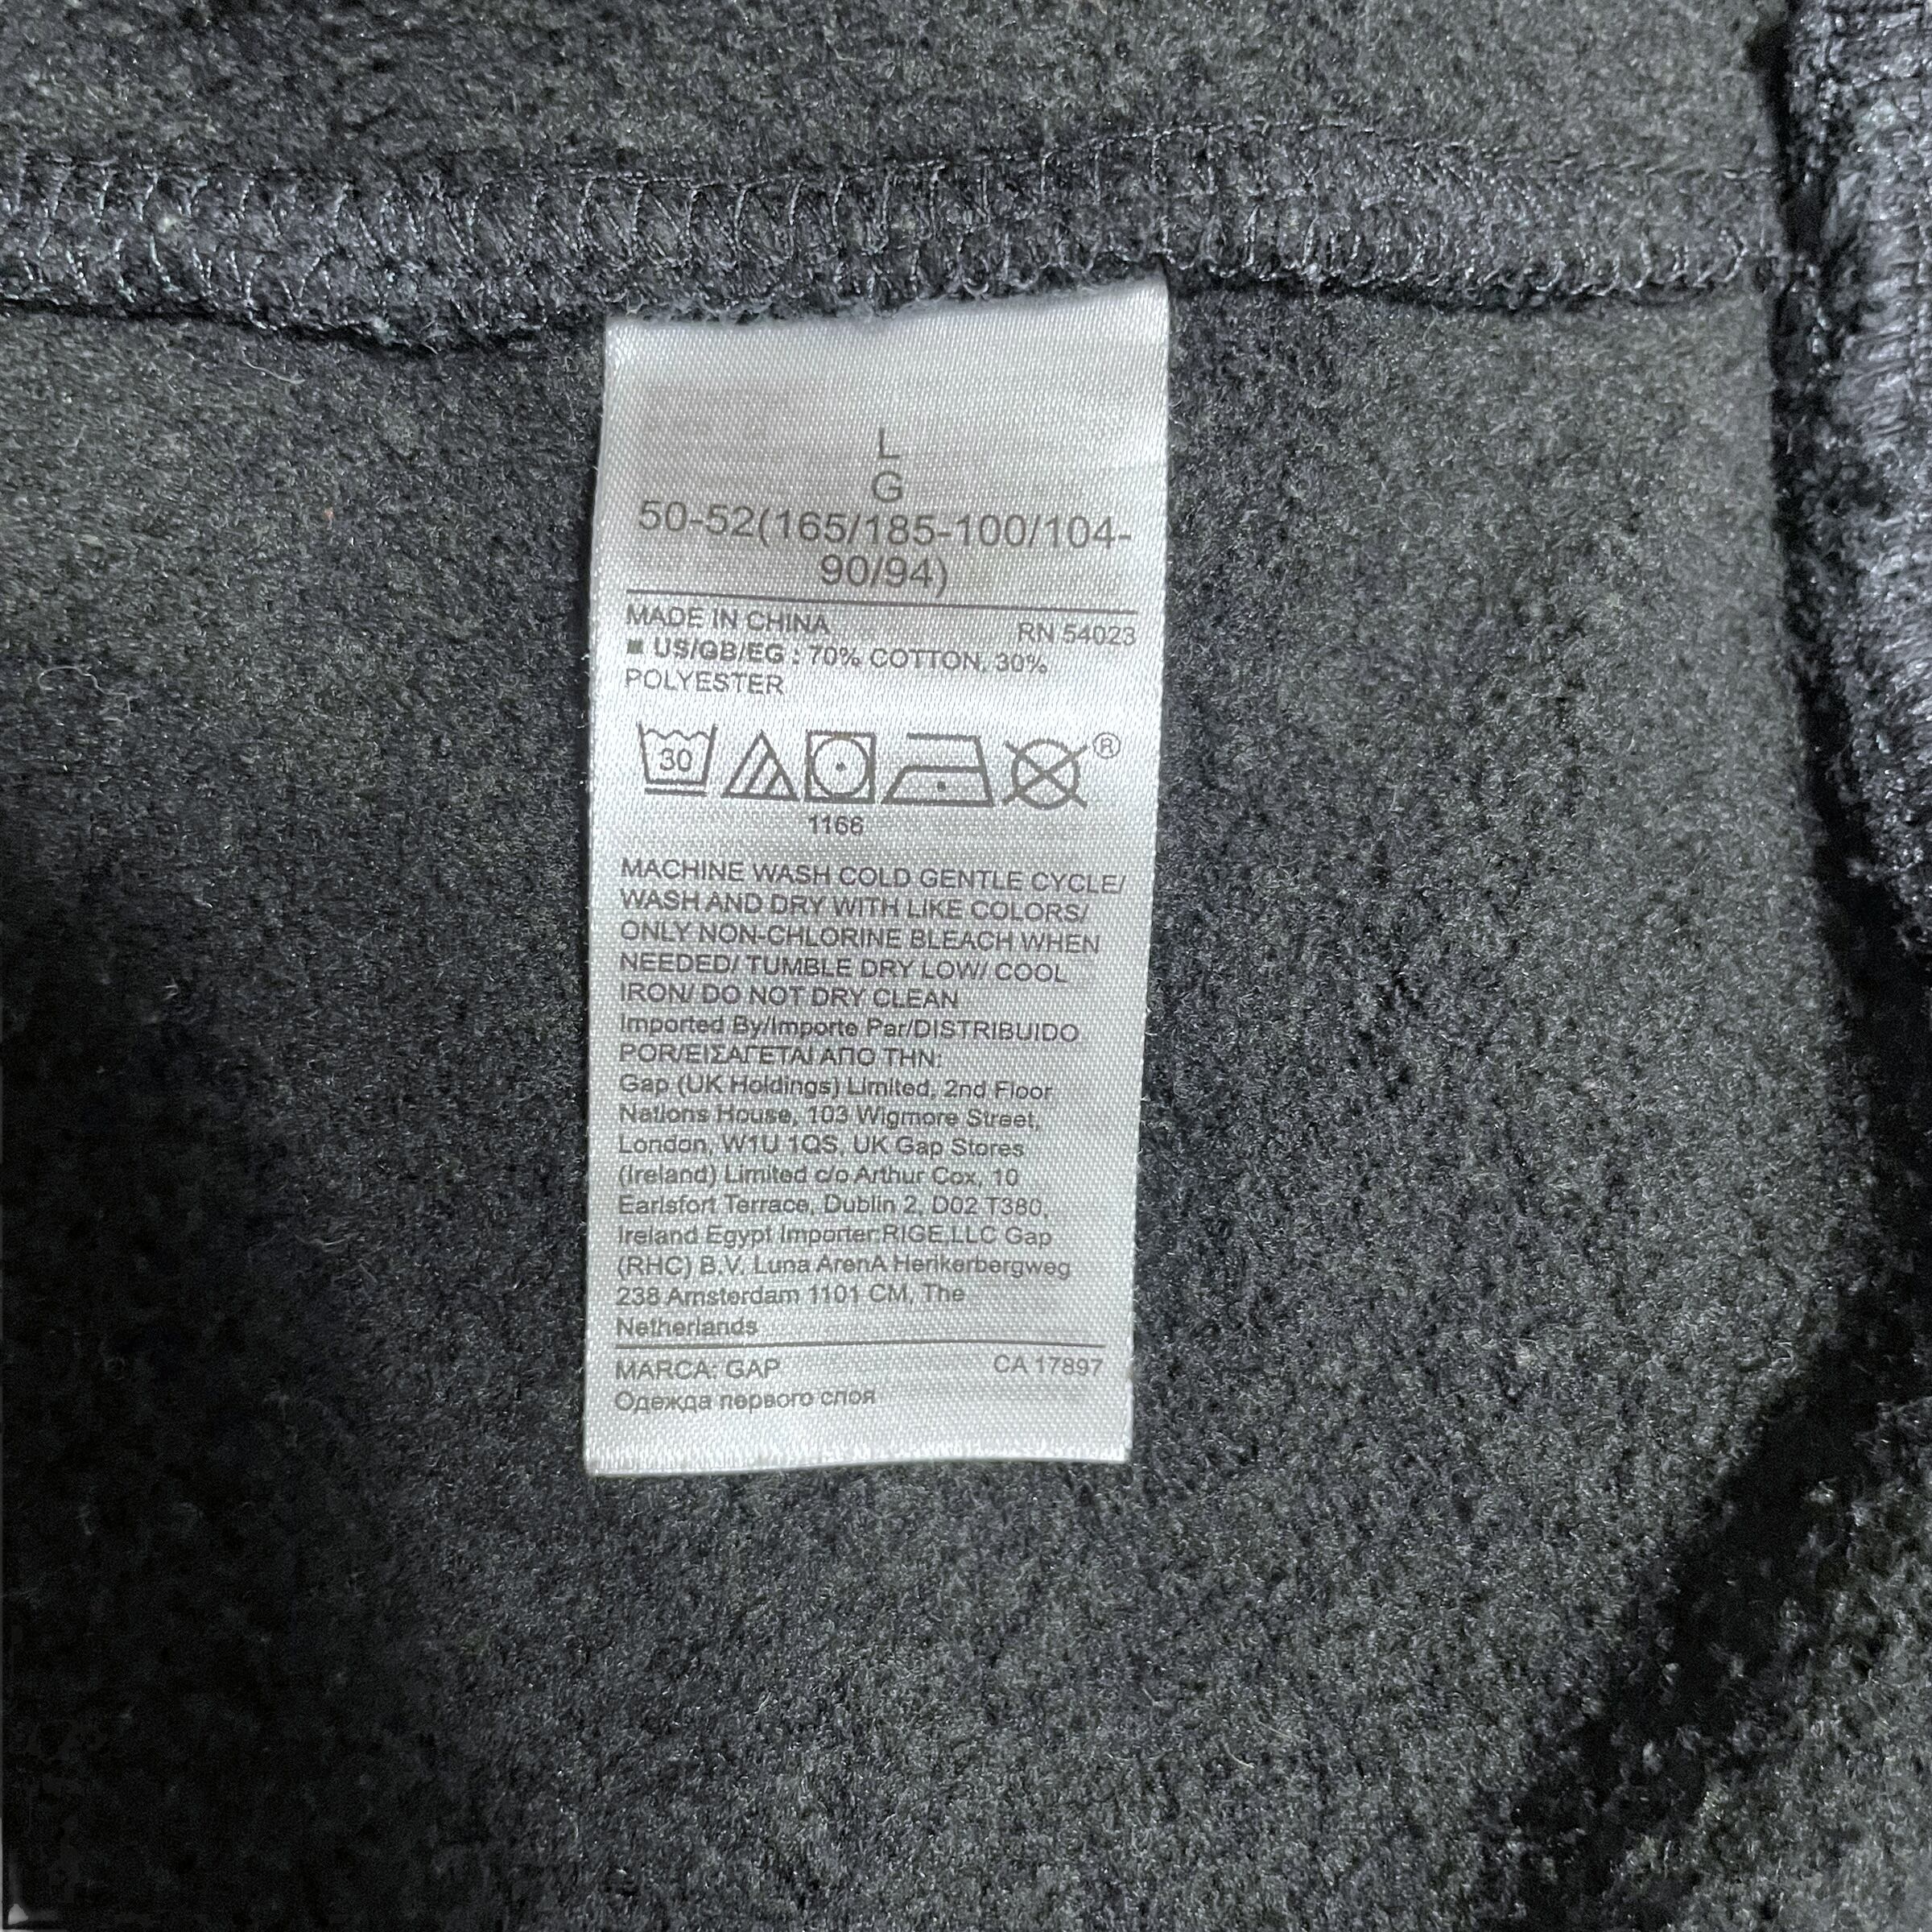 L
G
50-52(165/185-100/104-
90/94)
MADE IN CHINA
RN 54023
US/GB/EG : 70% COTTON, 30%
POLYESTER
30
®
1166
MACHINE WASH COLD GENTLE CYCLE/
WASH AND DRY WITH LIKE COLORS/
ONLY NON-CHLORINE BLEACH WHEN
NEEDED/ TUMBLE DRY LOW/ COOL
IRON/ DO NOT DRY CLEAN
Imported By/Importe Par/DISTRIBUIDO
POR/ΕΙΣΑΓΕΤΑΙ ΑΠΟ ΤΗΝ:
Gap (UK Holdings) Limited, 2nd Floor
Nations House, 103 Wigmore Street,
London, W1U 1QS, UK Gap Stores
(Ireland) Limited c/o Arthur Cox, 10
Earlsfort Terrace, Dublin 2, D02 T380,
Ireland Egypt Importer:RIGE,LLC Gap
(RHC) B.V. Luna ArenA Herikerbergweg
238 Amsterdam 1101 CM, The
Netherlands
MARCA: GAP
CA 17897
Одежда первого слоя